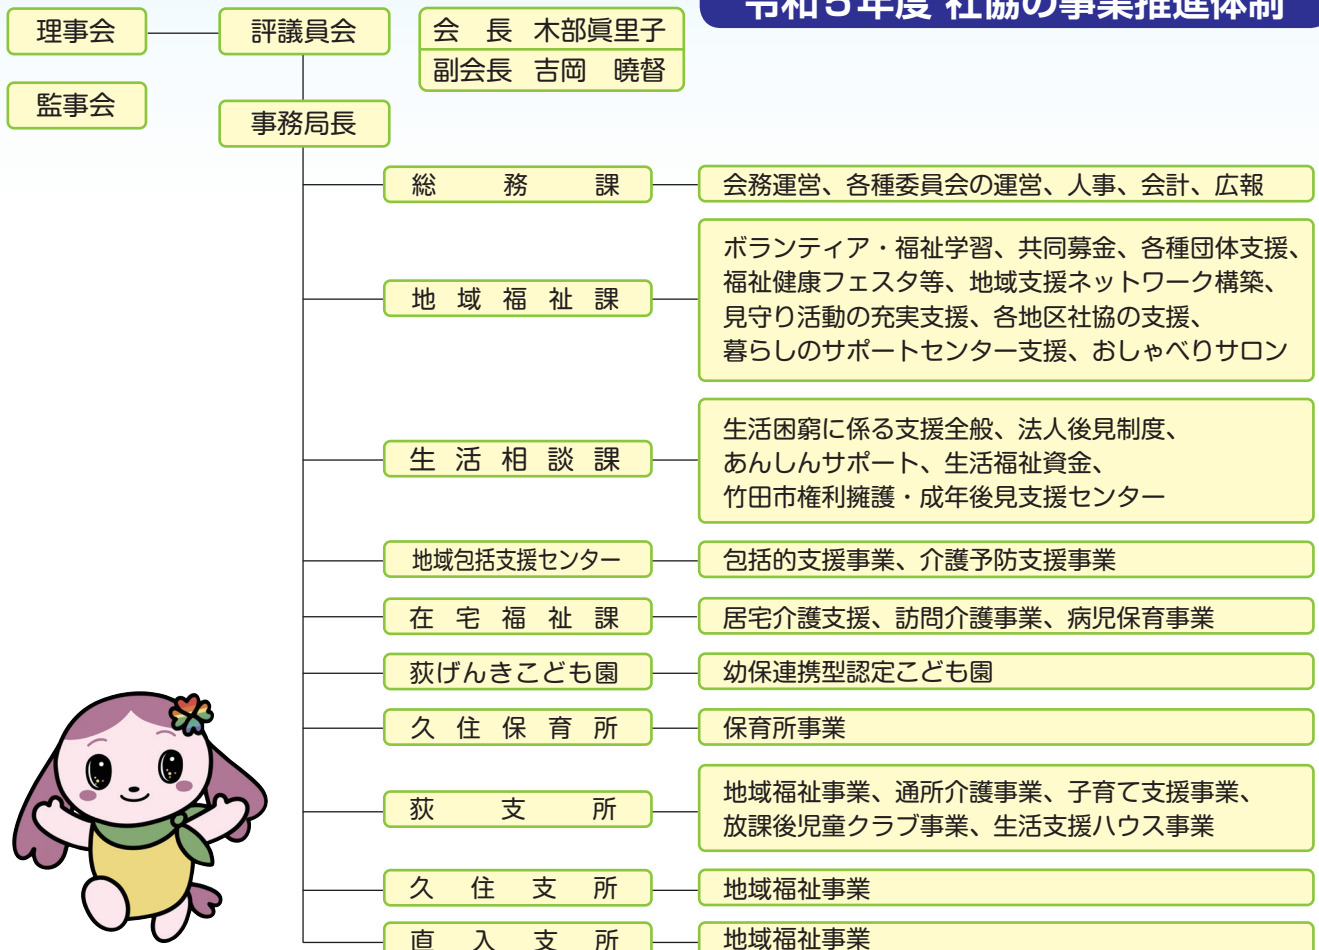 令和５年度 社協の事業推進体制
理事会
評議員会
会　長　木部眞里子
副会長　吉岡　曉督
監事会
事務局長
総務課
会務運営、各種委員会の運営、人事、会計、広報
地域福祉課
ボランティア・福祉学習、共同募金、各種団体支援、
福祉健康フェスタ等、地域支援ネットワーク構築、
見守り活動の充実支援、各地区社協の支援、
暮らしのサポートセンター支援、おしゃべりサロン
生活相談課
生活困窮に係る支援全般、法人後見制度、
あんしんサポート、生活福祉資金、
竹田市権利擁護・成年後見支援センター
地域包括支援センター
包括的支援事業、介護予防支援事業
在宅福祉課
居宅介護支援、訪問介護事業、病児保育事業
荻げんきこども園
幼保連携型認定こども園
久住保育所
保育所事業
荻支所
地域福祉事業、通所介護事業、子育て支援事業、
放課後児童クラブ事業、生活支援ハウス事業
久住支所
地域福祉事業
直入支所
地域福祉事業